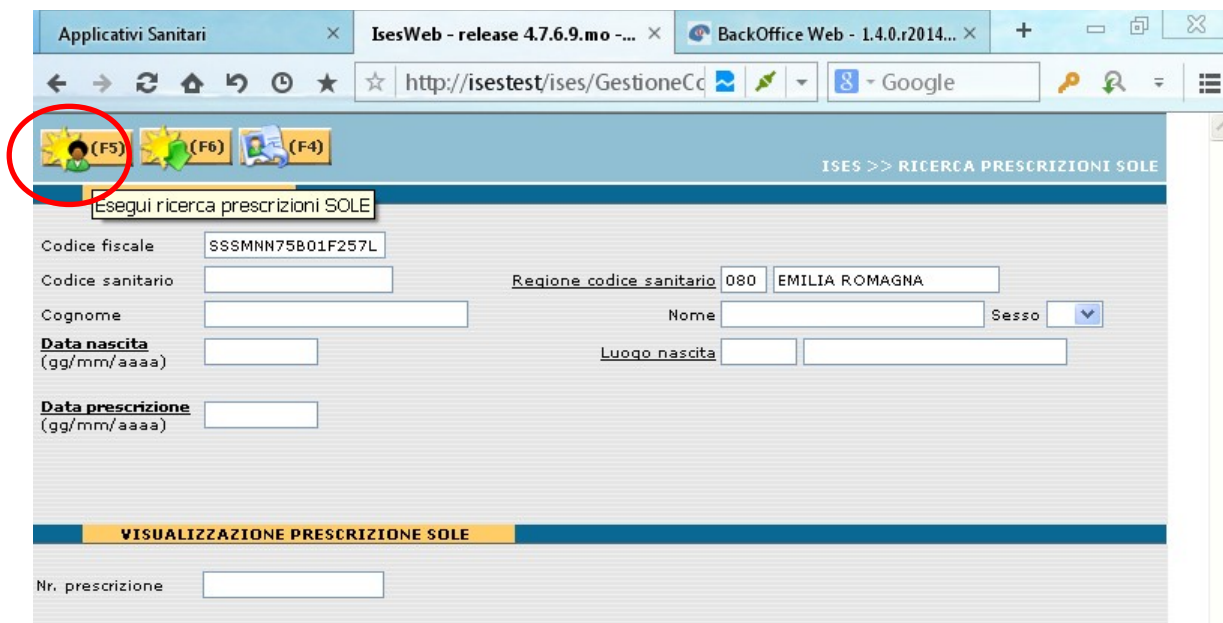 Applicativi Sanitari × IsesWeb - release 4.7.6.9.mo -... × BackOffice Web - 1.4.0.r2014... × +
http://isestest/ises/GestioneCo 8 Google
(F5) (F6) (F4)
ISES >> RICERCA PRESCRIZIONI SOLE
Esegui ricerca prescrizioni SOLE
Codice fiscale SSSMNN75B01F257L
Codice sanitario Regione codice sanitario 080 EMILIA ROMAGNA
Cognome Nome Sesso
Data nascita Luogo nascita
(gg/mm/aaaa)
Data prescrizione
(gg/mm/aaaa)
VISUALIZZAZIONE PRESCRIZIONE SOLE
Nr. prescrizione